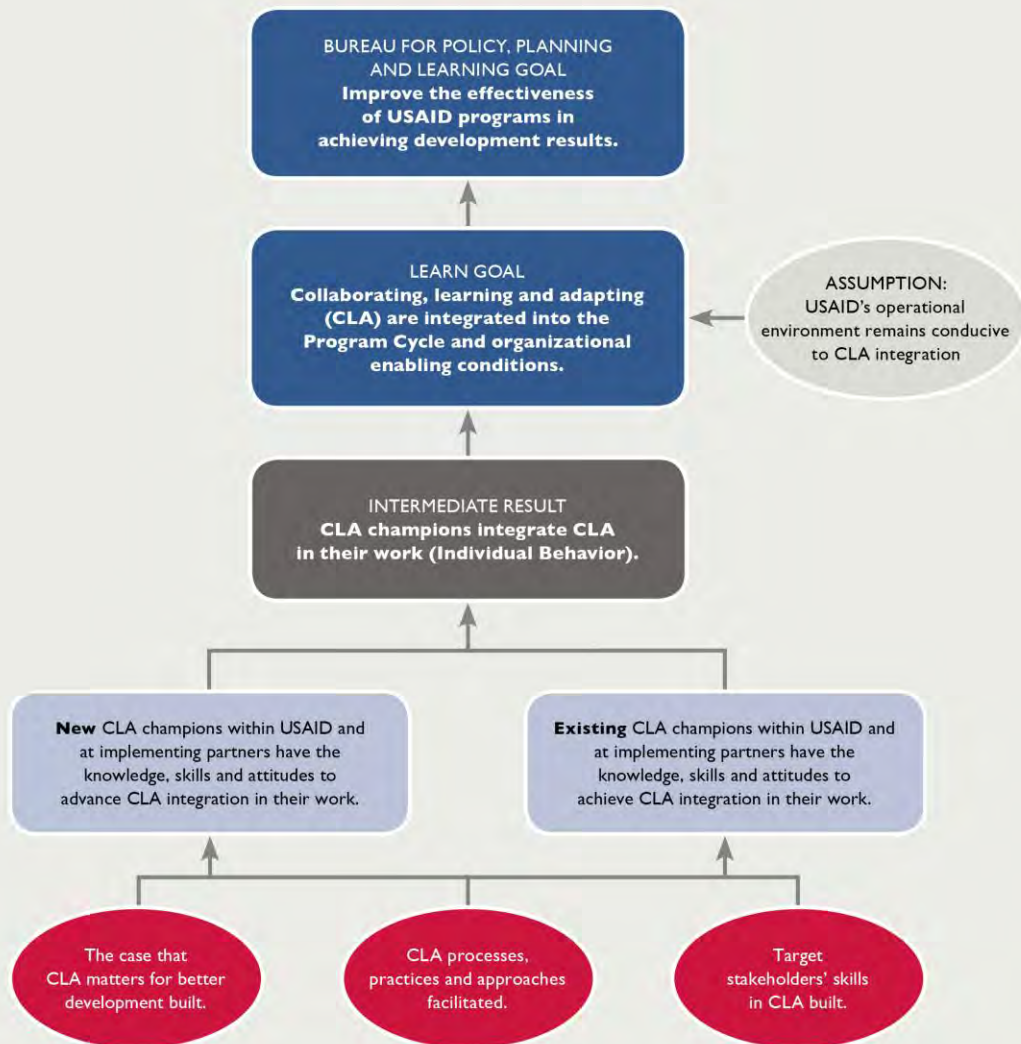 BUREAU FOR POLICY, PLANNING
AND LEARNING GOAL
Improve the effectiveness
of USAID programs in
achieving development results.
LEARN GOAL
Collaborating, learning and adapting
(CLA) are integrated into the
Program Cycle and organizational
enabling conditions.
ASSUMPTION:
USAID's operational
environment remains conducive
to CLA integration
INTERMEDIATE RESULT
CLA champions integrate CLA
in their work (Individual Behavior).
New CLA champions within USAID and
at implementing partners have the
knowledge, skills and attitudes to
advance CLA integration in their work.
Existing CLA champions within USAID and
at implementing partners have the
knowledge, skills and attitudes to
achieve CLA integration in their work.
The case that
CLA matters for better
development built.
CLA processes,
practices and approaches
facilitated.
Target
stakeholders' skills
in CLA built.